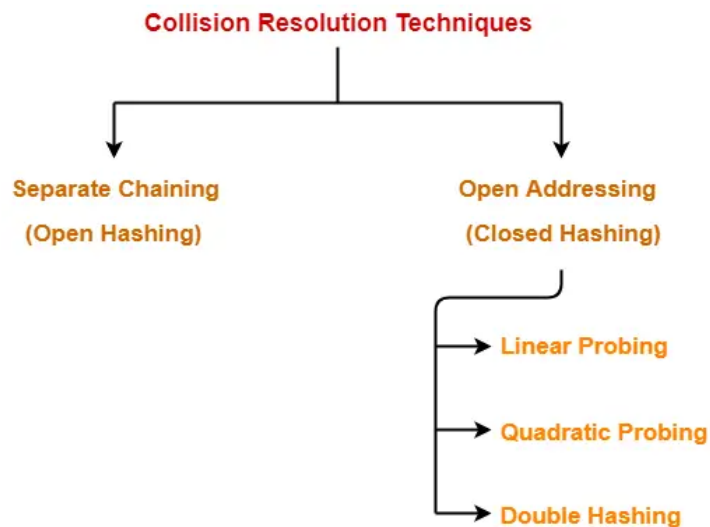 Collision Resolution Techniques
Separate Chaining
(Open Hashing)
Open Addressing
(Closed Hashing)
Linear Probing
Quadratic Probing
Double Hashing